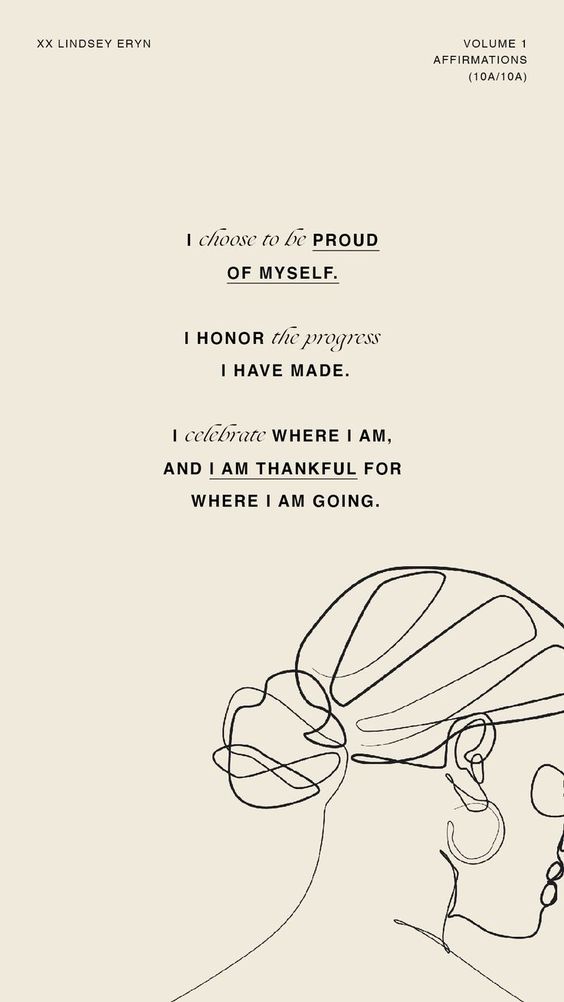 XX LINDSEY ERYN
VOLUME 1
AFFIRMATIONS
(10A/10A)
I choose to be PROUD
OF MYSELF.
I HONOR the progress
I HAVE MADE.
I celebrate WHERE I AM,
AND I AM THANKFUL FOR
WHERE I AM GOING.